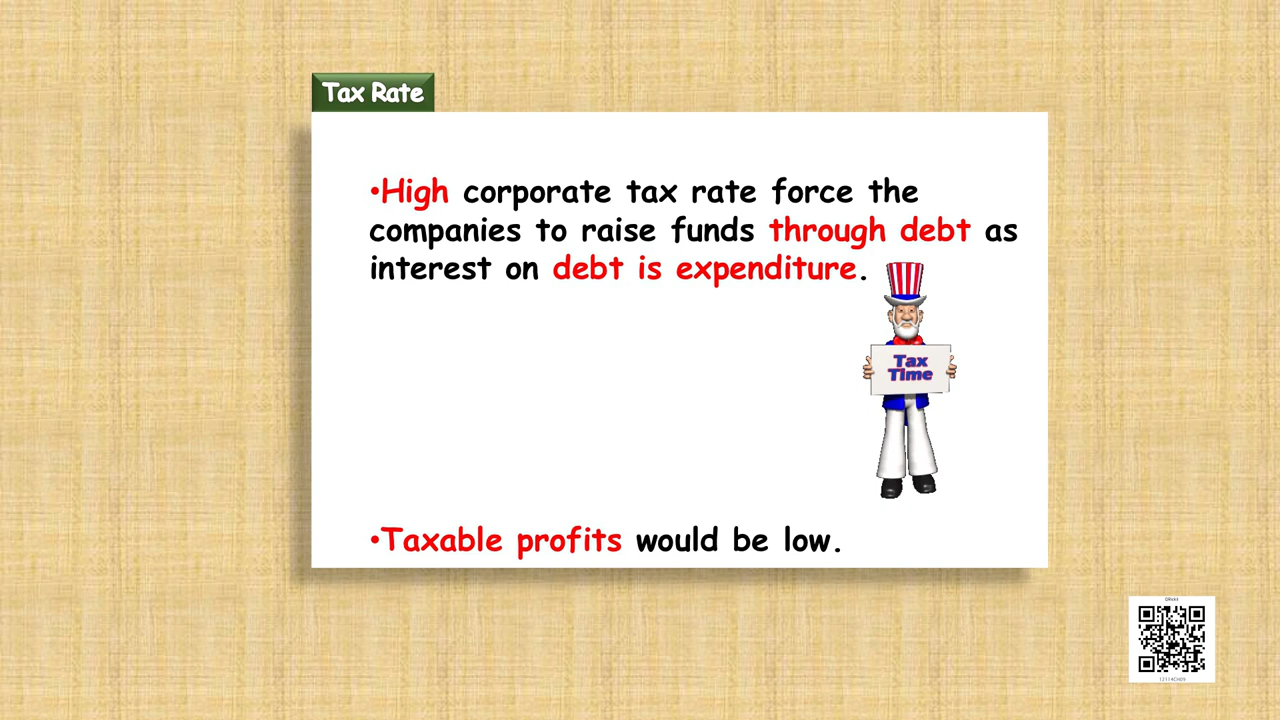 Tax Rate
•High corporate tax rate force the
companies to raise funds through debt as
interest on debt is expenditure.
Tax
Time
•Taxable profits would be low.
12114CH09